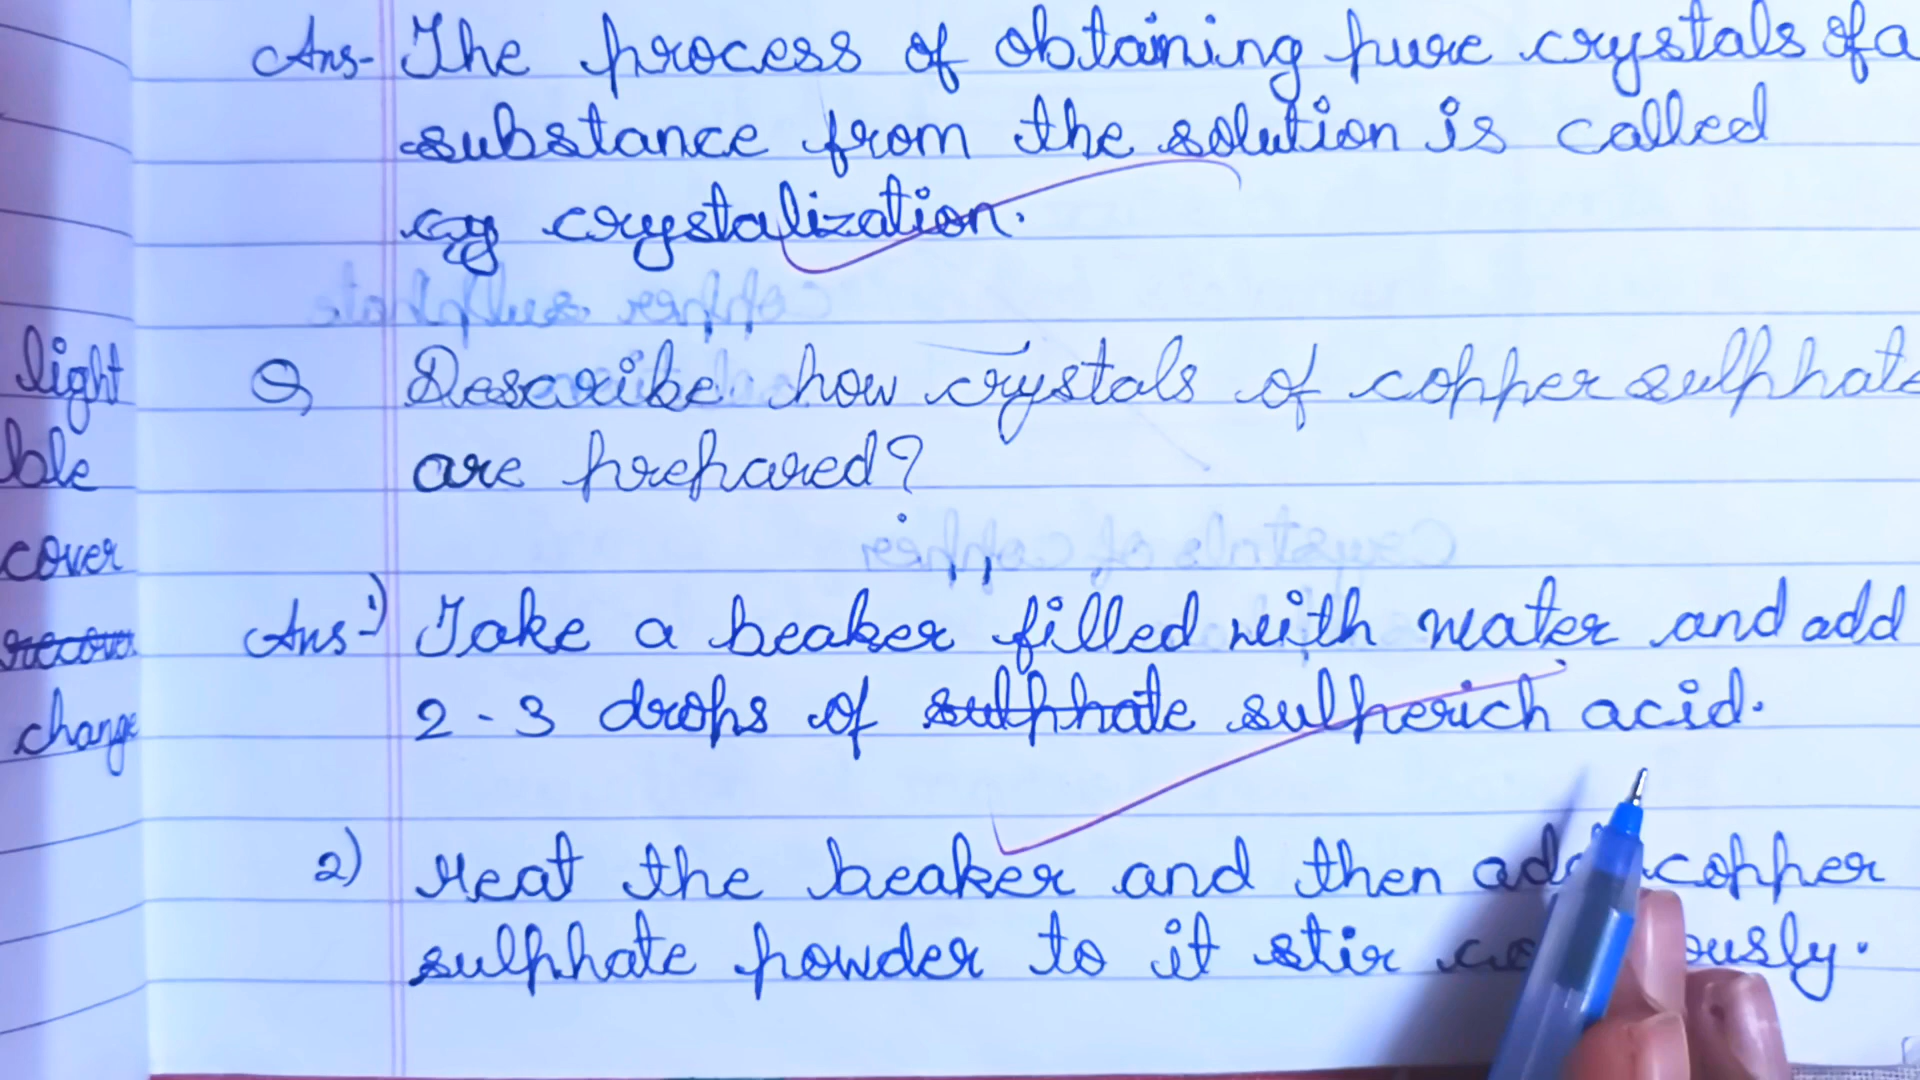 Ans- The process of obtaining pure crystals of a
substance from the solution is called
cry crystalization.
Q Describe how crystals of copper sulphate
are prepared?
Ans- 1) Take a beaker filled with water and add
2-3 drops of sulphate sulpherich acid.
2) Heat the beaker and then add copper
sulphate powder to it stir
light
ble
cover
change